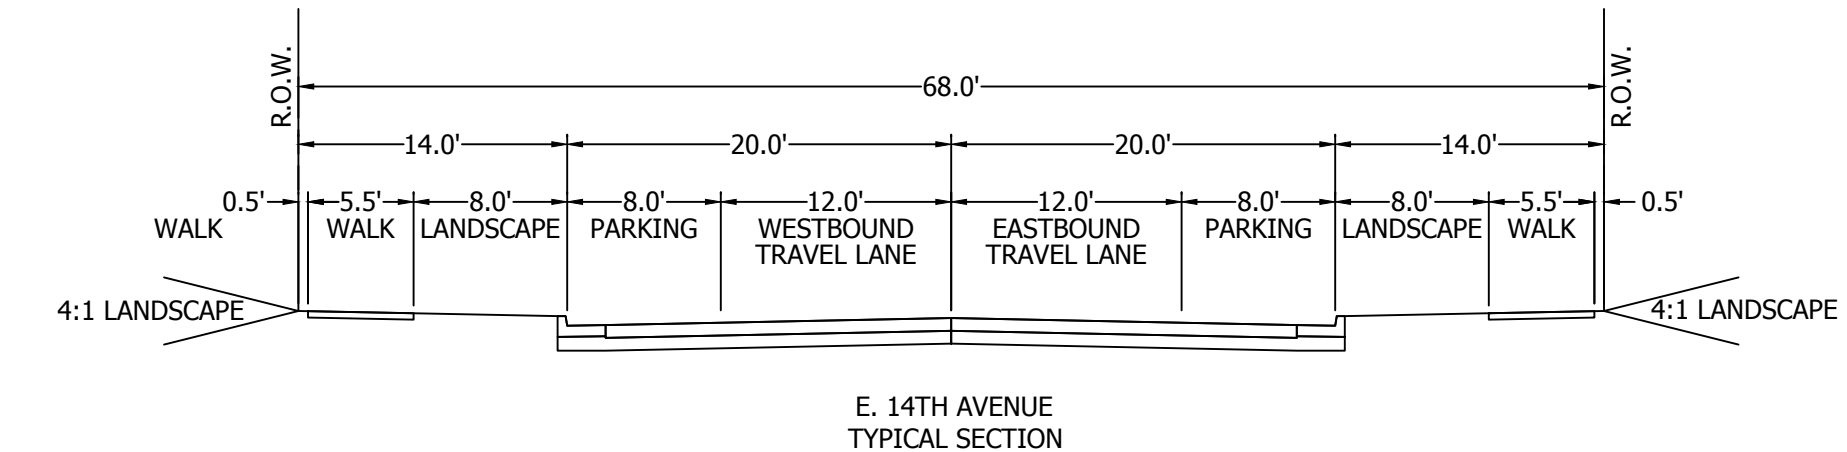 R.O.W.
R.O.W.
68.0'
14.0'
20.0'
20.0'
14.0'
0.5'
5.5'
8.0'
8.0'
12.0'
12.0'
8.0'
8.0'
5.5'
0.5'
WALK
WALK
LANDSCAPE
PARKING
WESTBOUND
TRAVEL LANE
EASTBOUND
TRAVEL LANE
PARKING
LANDSCAPE
WALK
4:1 LANDSCAPE
4:1 LANDSCAPE
E. 14TH AVENUE
TYPICAL SECTION